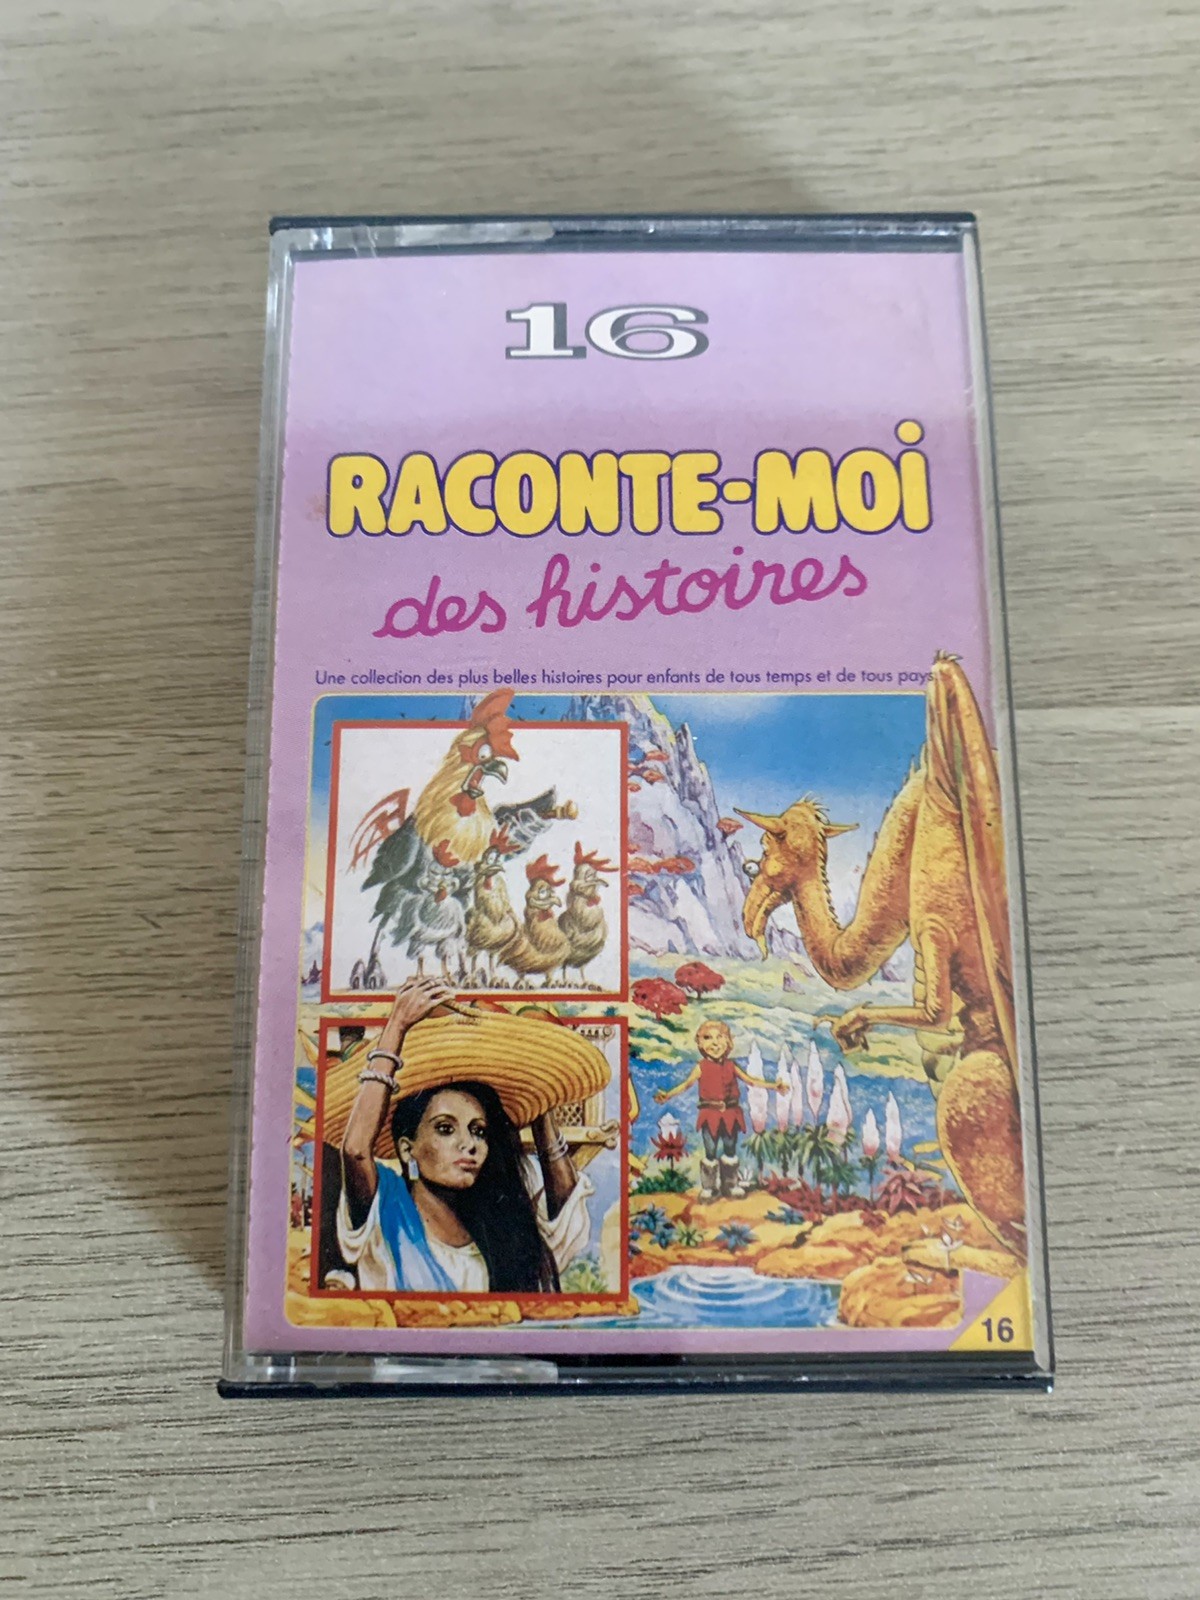 16
RACONTE-MOi
des histoires
Une collection des plus belles histoires pour enfants de tous temps et de tous pays.
16